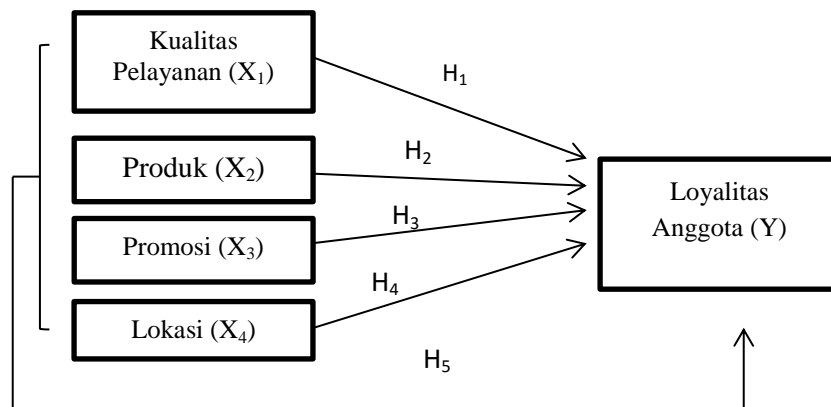 Kualitas
Pelayanan (X₁)
H₁
Produk (X₂)
H₂
Loyalitas
Anggota (Y)
Promosi (X₃)
H₃
Lokasi (X₄)
H₄
H₅